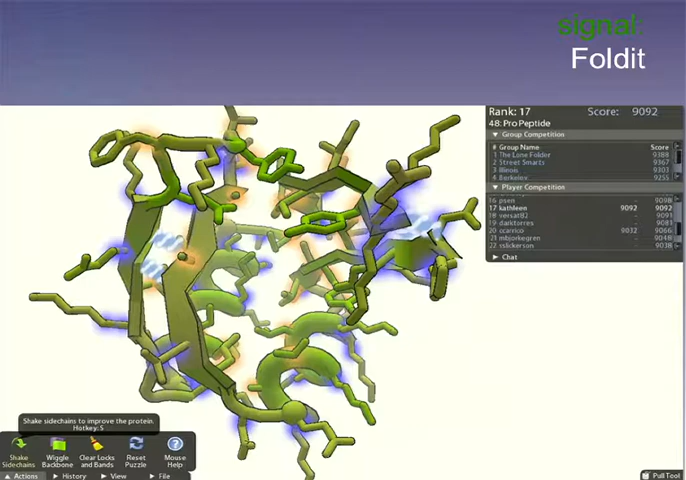 signal:
Foldit
Rank: 17 Score: 9092
48: Pro Peptide
Group Competition
# Group Name Score
1 The Lone Folder 9388
2 Street Smarts 9367
3 Illinois 9303
4 Berkeley 9255
Player Competition
16 psen - 9098
17 kathleen 9092 9092
18 versat82 - 9091
19 darktorres - 9081
20 ccarrico 9032 9066
21 mbjorkegren - 9048
22 rslickerson - 9038
Chat
Shake sidechains to improve the protein.
Hotkey: S
Shake Sidechains
Wiggle Backbone
Clear Locks and Bands
Reset Puzzle
Mouse Help
Actions History View File
Pull Tool